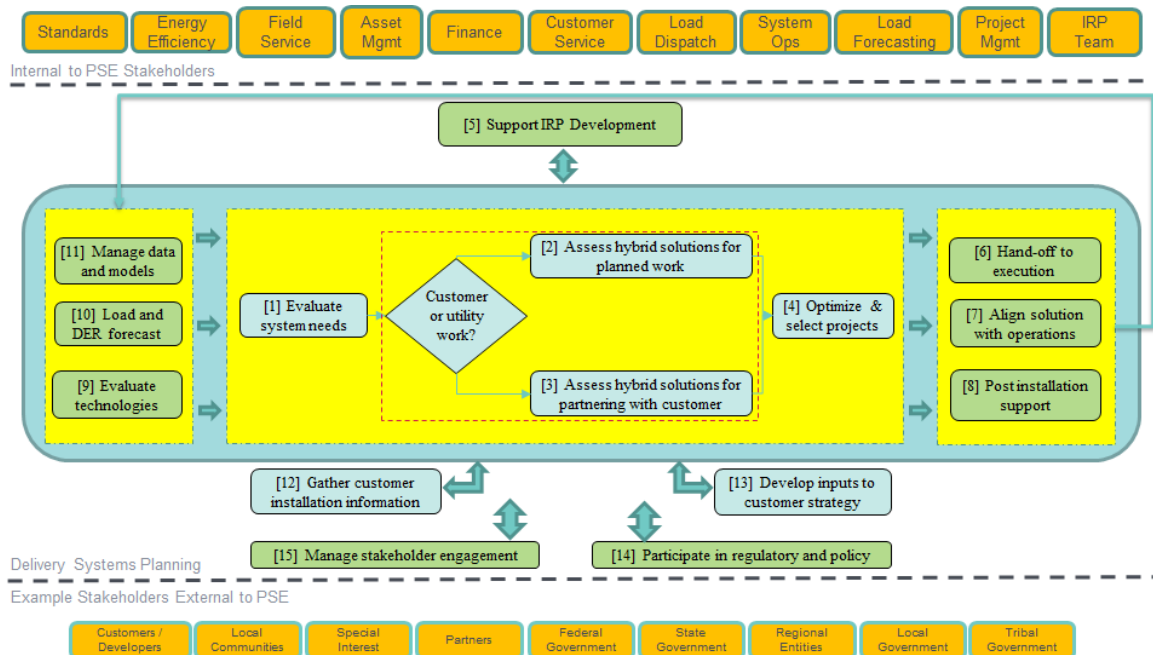 Standards
Energy
Efficiency
Field
Service
Asset
Mgmt
Finance
Customer
Service
Load
Dispatch
System
Ops
Load
Forecasting
Project
Mgmt
IRP
Team
Internal to PSE Stakeholders
[5] Support IRP Development
[11] Manage data
and models
[10] Load and
DER forecast
[9] Evaluate
technologies
[1] Evaluate
system needs
Customer
or utility
work?
[2] Assess hybrid solutions for
planned work
[3] Assess hybrid solutions for
partnering with customer
[4] Optimize &
select projects
[6] Hand-off to
execution
[7] Align solution
with operations
[8] Post installation
support
[12] Gather customer
installation information
[13] Develop inputs to
customer strategy
[15] Manage stakeholder engagement
[14] Participate in regulatory and policy
Delivery Systems Planning
Example Stakeholders External to PSE
Customers /
Developers
Local
Communities
Special
Interest
Partners
Federal
Government
State
Government
Regional
Entities
Local
Government
Tribal
Government